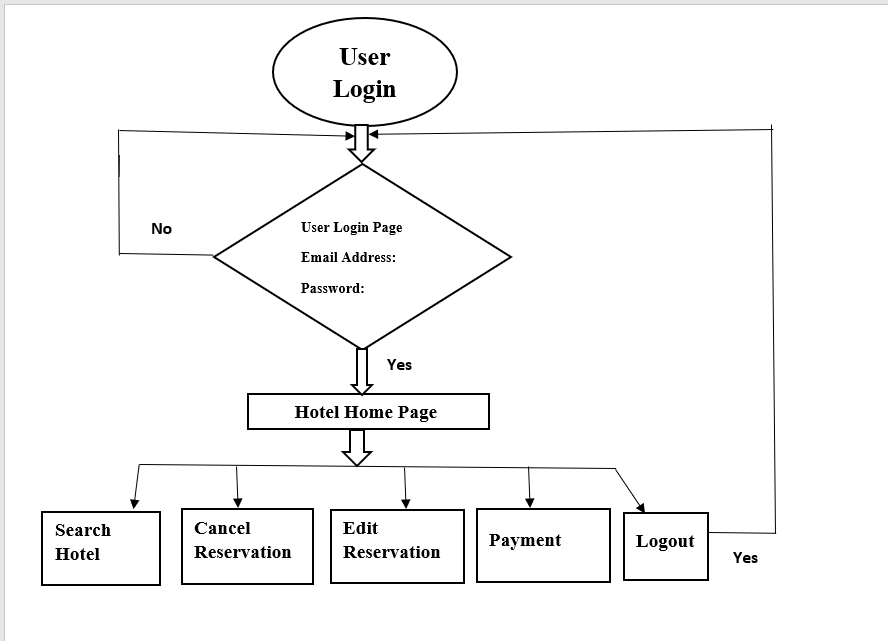 User
Login
No
User Login Page
Email Address:
Password:
Yes
Hotel Home Page
Search
Hotel
Cancel
Reservation
Edit
Reservation
Payment
Logout
Yes